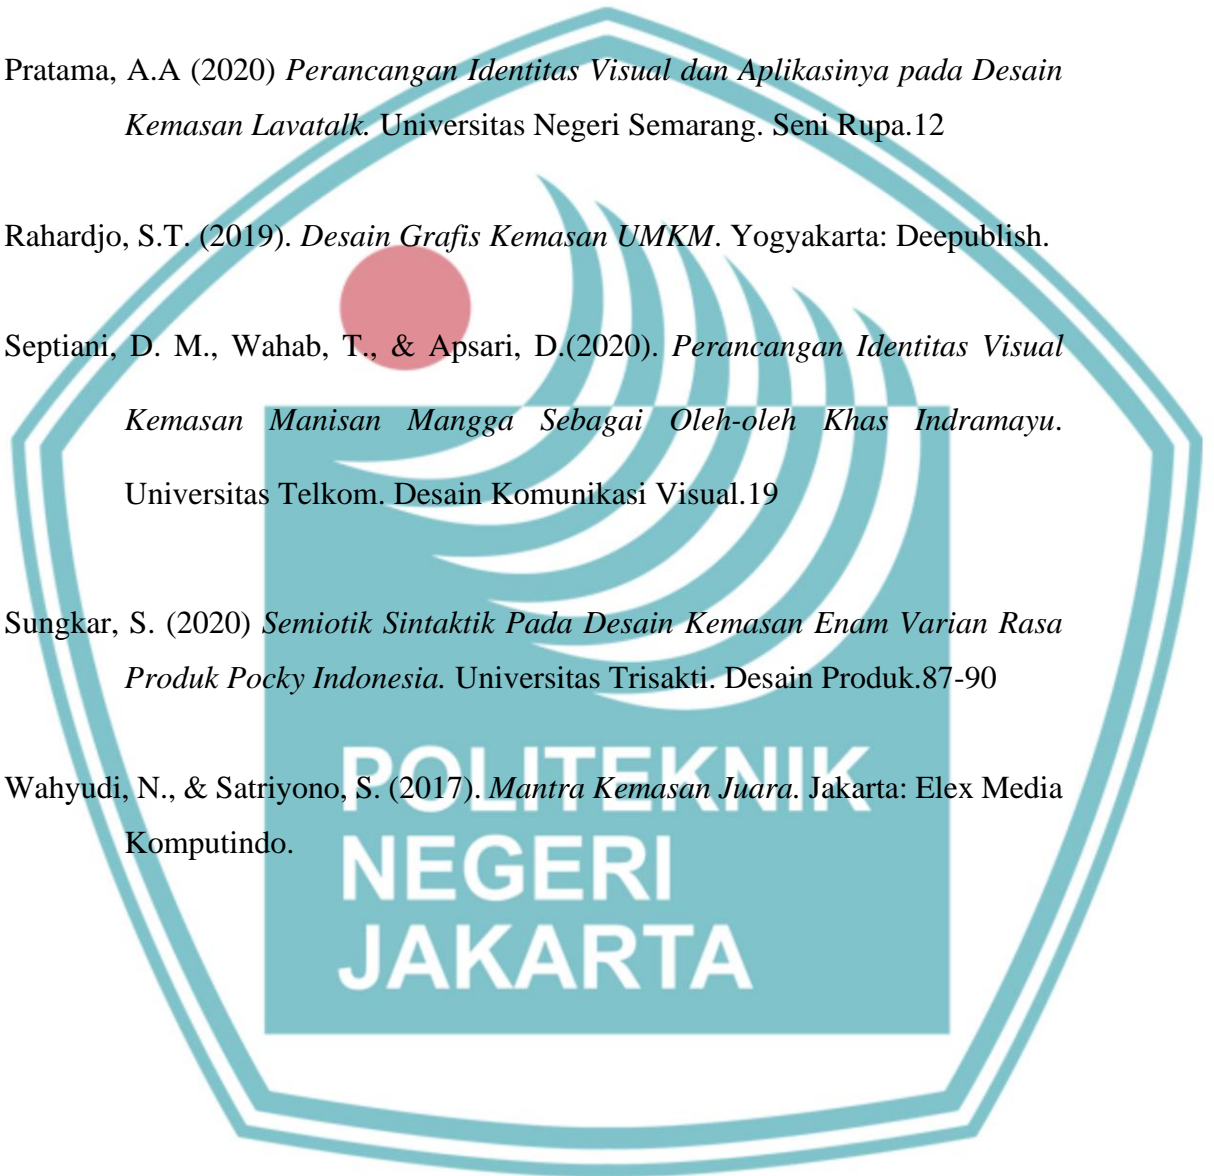 Pratama, A.A (2020) Perancangan Identitas Visual dan Aplikasinya pada Desain
Kemasan Lavatalk. Universitas Negeri Semarang. Seni Rupa.12
Rahardjo, S.T. (2019). Desain Grafis Kemasan UMKM. Yogyakarta: Deepublish.
Septiani, D. M., Wahab, T., & Apsari, D.(2020). Perancangan Identitas Visual
Kemasan Manisan Mangga Sebagai Oleh-oleh Khas Indramayu.
Universitas Telkom. Desain Komunikasi Visual.19
Sungkar, S. (2020) Semiotik Sintaktik Pada Desain Kemasan Enam Varian Rasa
Produk Pocky Indonesia. Universitas Trisakti. Desain Produk.87-90
Wahyudi, N., & Satriyono, S. (2017). Mantra Kemasan Juara. Jakarta: Elex Media
Komputindo.
POLITEKNIK
NEGERI
JAKARTA